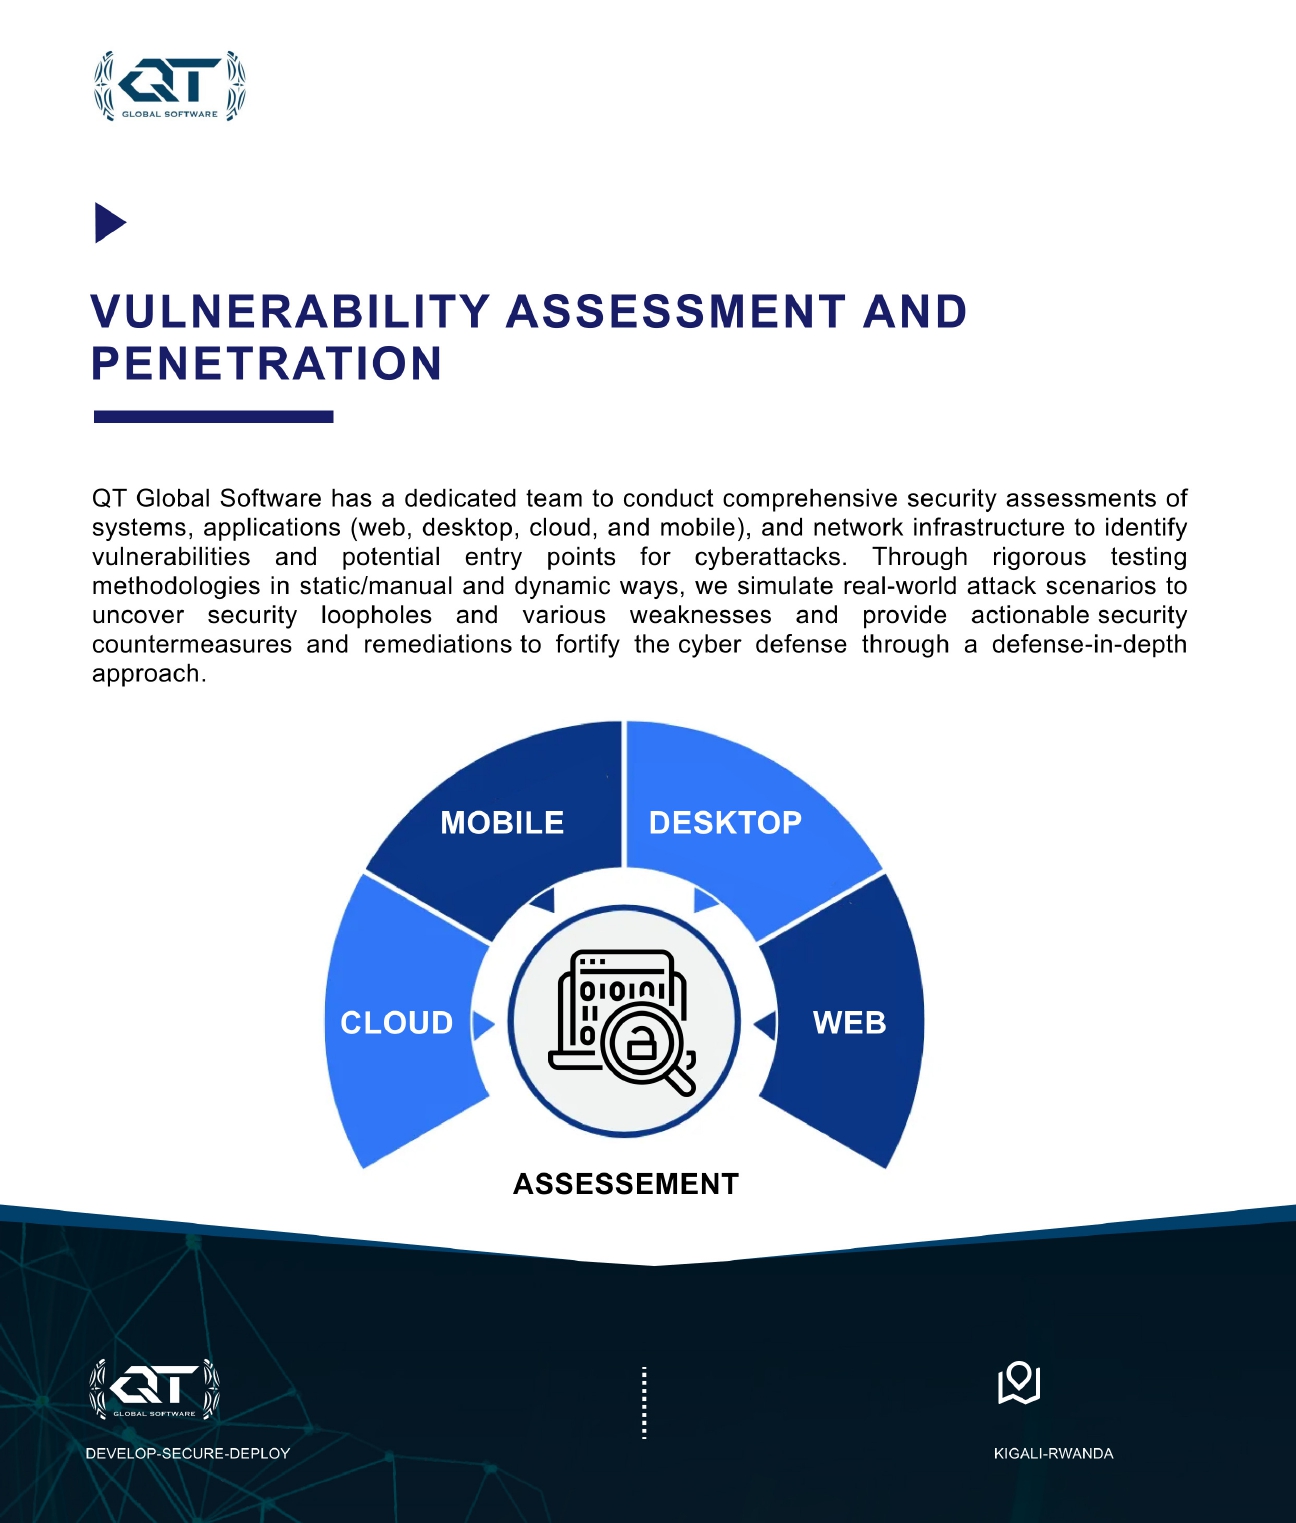 QT
GLOBAL SOFTWARE
VULNERABILITY ASSESSMENT AND
PENETRATION
QT Global Software has a dedicated team to conduct comprehensive security assessments of
systems, applications (web, desktop, cloud, and mobile), and network infrastructure to identify
vulnerabilities and potential entry points for cyberattacks. Through rigorous testing
methodologies in static/manual and dynamic ways, we simulate real-world attack scenarios to
uncover security loopholes and various weaknesses and provide actionable security
countermeasures and remediations to fortify the cyber defense through a defense-in-depth
approach.
MOBILE
DESKTOP
CLOUD
WEB
ASSESSEMENT
QT
GLOBAL SOFTWARE
DEVELOP-SECURE-DEPLOY
KIGALI-RWANDA